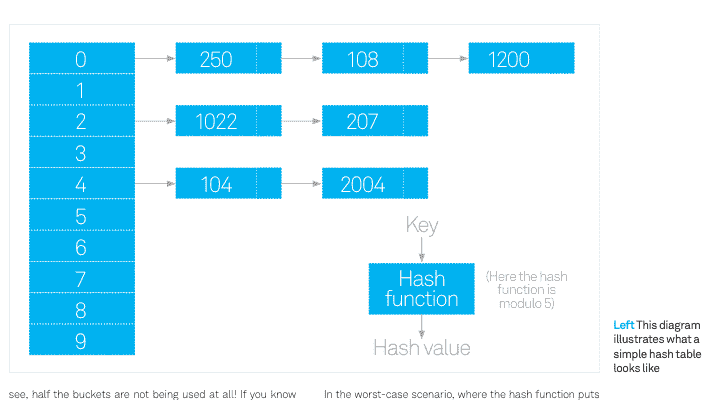 0 250 108 1200
1
2 1022 207
3
4 104 2004
5
6
7
8
9
Key
Hash
function
(Here the hash
function is
modulo 5)
Hash value
Left This diagram
illustrates what a
simple hash table
looks like
see, half the buckets are not being used at all! If you know
In the worst-case scenario, where the hash function puts